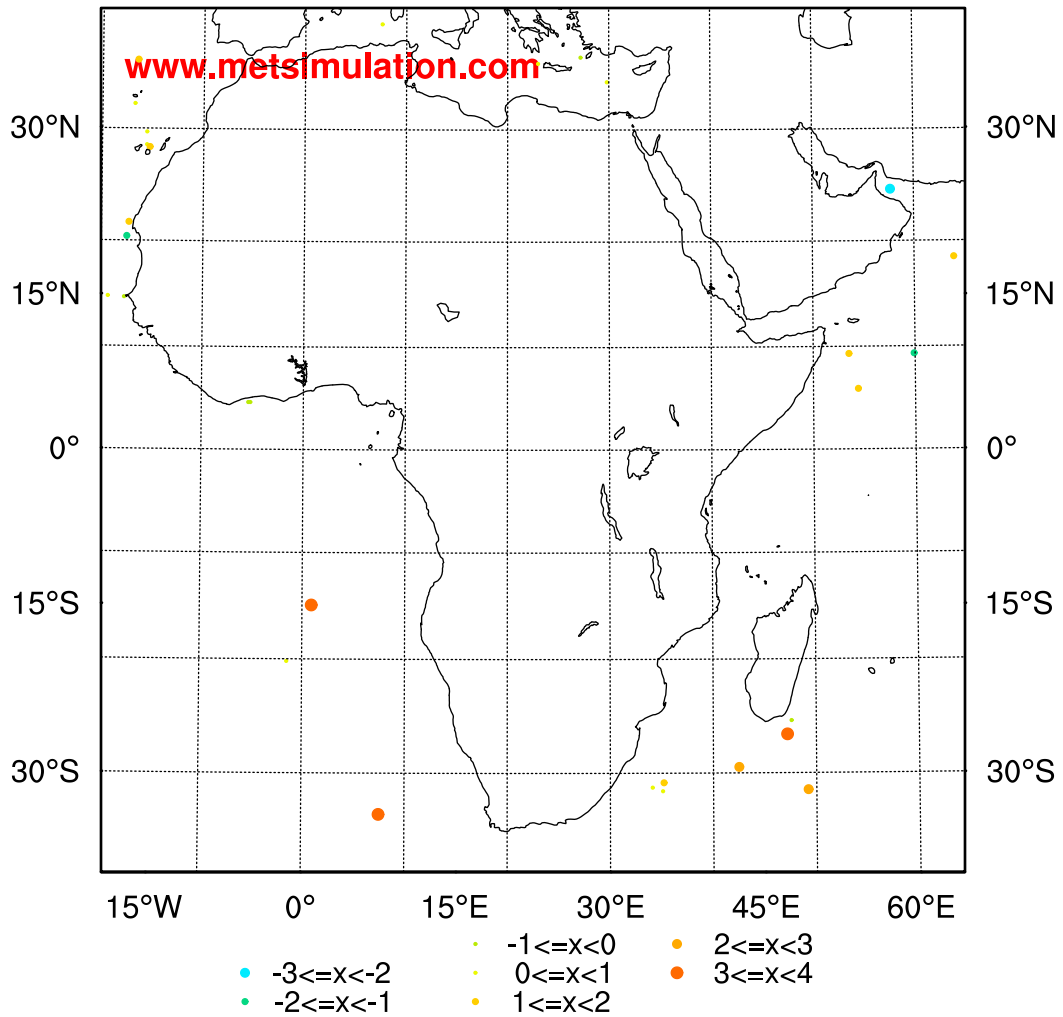 www.metsimulation.com
30°N 30°N
15°N 15°N
0° 0°
15°S 15°S
30°S 30°S
15°W 0° 15°E 30°E 45°E 60°E
-1<=x<0 2<=x<3
-3<=x<-2 0<=x<1 3<=x<4
-2<=x<-1 1<=x<2